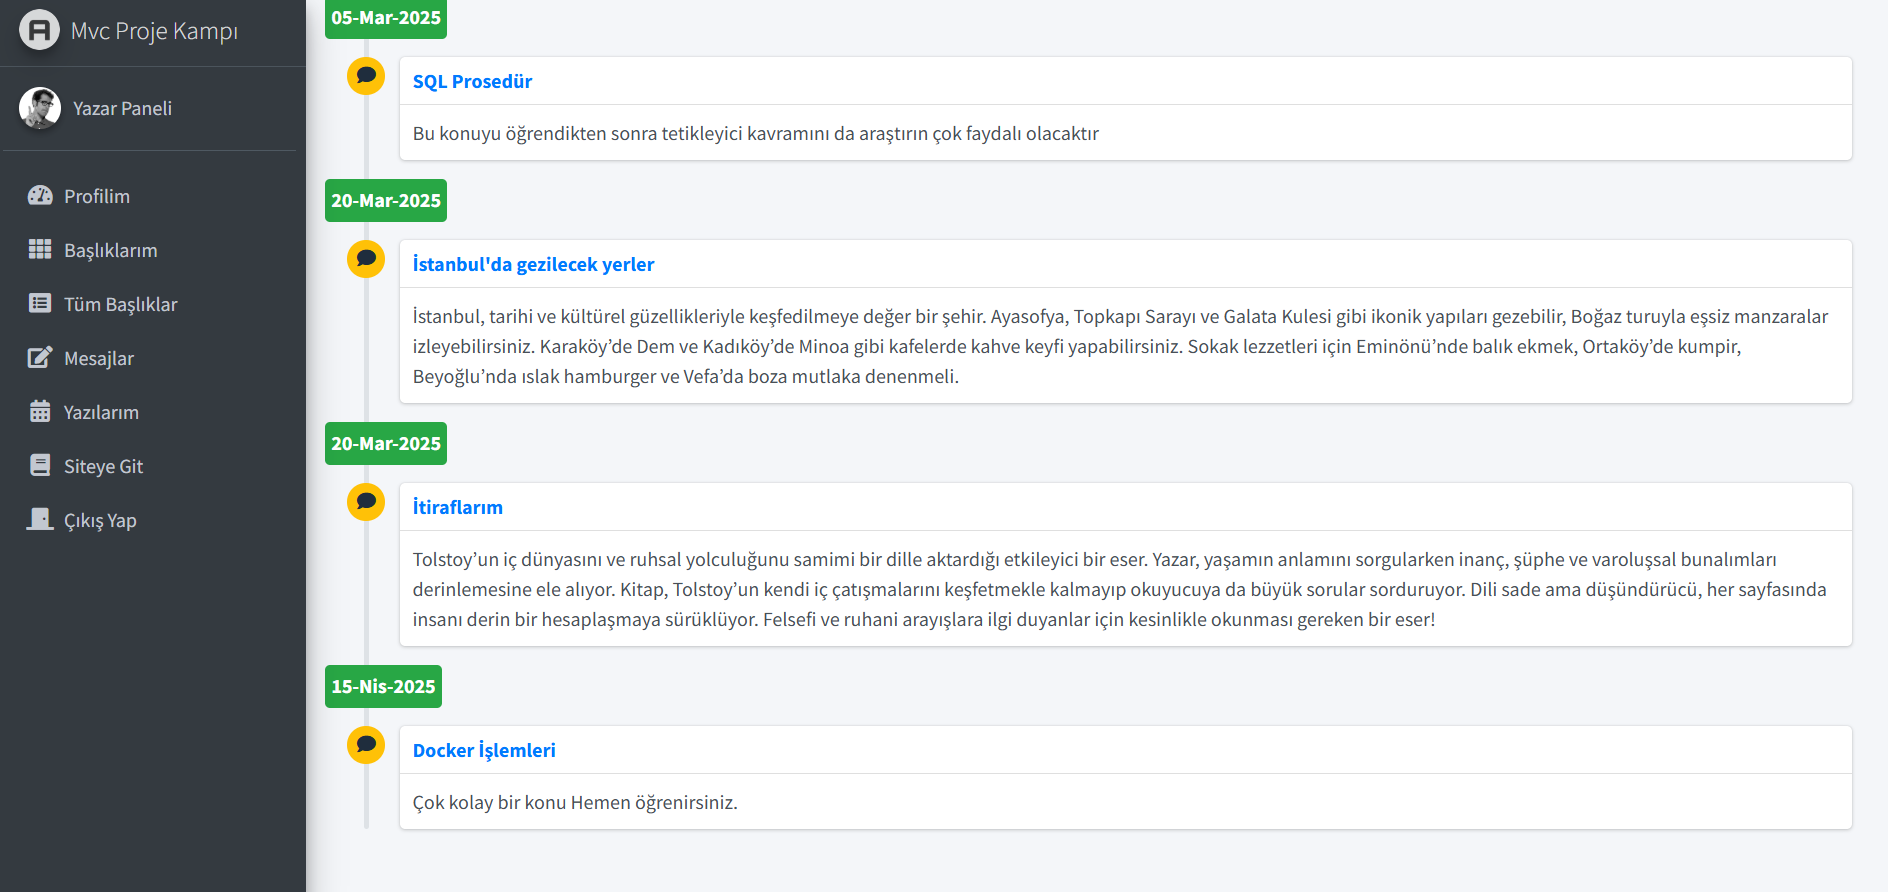 A Mvc Proje Kampı
Yazar Paneli
Profilim
Başlıklarım
Tüm Başlıklar
Mesajlar
Yazılarım
Siteye Git
Çıkış Yap
05-Mar-2025
SQL Prosedür
Bu konuyu öğrendikten sonra tetikleyici kavramını da araştırın çok faydalı olacaktır
20-Mar-2025
İstanbul'da gezilecek yerler
İstanbul, tarihi ve kültürel güzellikleriyle keşfedilmeye değer bir şehir. Ayasofya, Topkapı Sarayı ve Galata Kulesi gibi ikonik yapıları gezebilir, Boğaz turuyla eşsiz manzaralar
izleyebilirsiniz. Karaköy’de Dem ve Kadıköy’de Minoa gibi kafelerde kahve keyfi yapabilirsiniz. Sokak lezzetleri için Eminönü’nde balık ekmek, Ortaköy’de kumpir,
Beyoğlu’nda ıslak hamburger ve Vefa’da boza mutlaka denenmeli.
20-Mar-2025
İtiraflarım
Tolstoy’un iç dünyasını ve ruhsal yolculuğunu samimi bir dille aktardığı etkileyici bir eser. Yazar, yaşamın anlamını sorgularken inanç, şüphe ve varoluşsal bunalımları
derinlemesine ele alıyor. Kitap, Tolstoy’un kendi iç çatışmalarını keşfetmekle kalmayıp okuyucuya da büyük sorular sorduruyor. Dili sade ama düşündürücü, her sayfasında
insanı derin bir hesaplaşmaya sürüklüyor. Felsefi ve ruhani arayışlara ilgi duyanlar için kesinlikle okunması gereken bir eser!
15-Nis-2025
Docker İşlemleri
Çok kolay bir konu Hemen öğrenirsiniz.